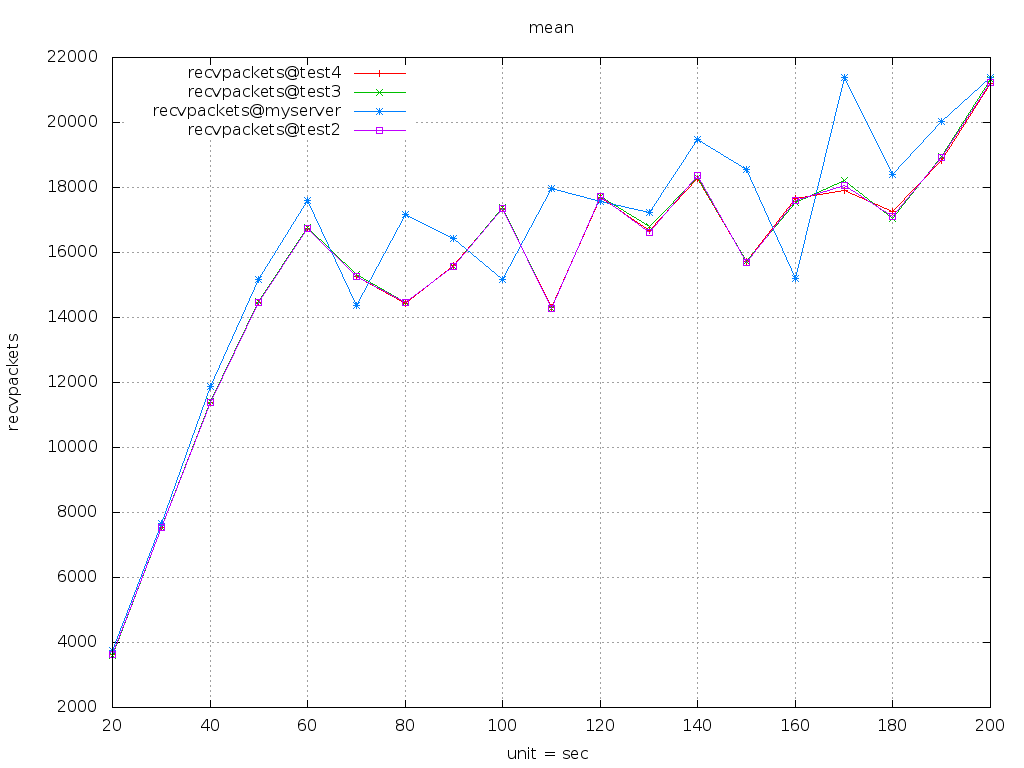 mean
22000
20000
18000
16000
14000
12000
10000
8000
6000
4000
2000
recvpackets
recvpackets@test4
recvpackets@test3
recvpackets@myserver
recvpackets@test2
20 40 60 80 100 120 140 160 180 200
unit = sec